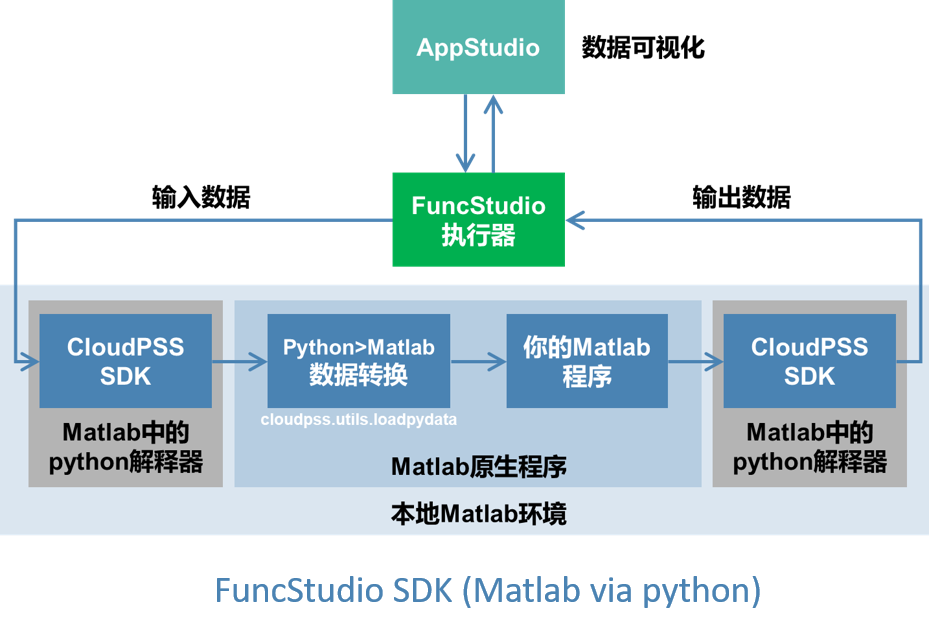 AppStudio
数据可视化
输入数据
FuncStudio
执行器
输出数据
CloudPSS
SDK
Matlab中的
python解释器
Python>Matlab
数据转换
cloudpss.utils.loadpydata
你的Matlab
程序
Matlab原生程序
CloudPSS
SDK
Matlab中的
python解释器
本地Matlab环境
FuncStudio SDK (Matlab via python)